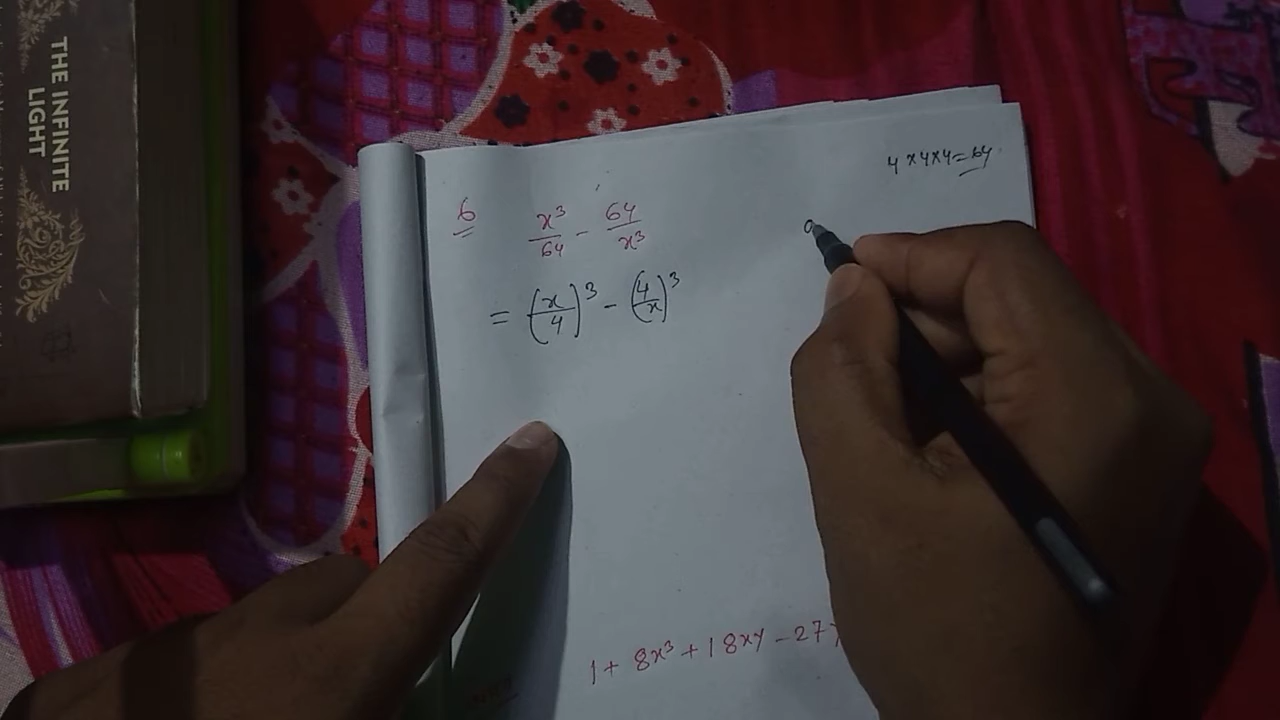 THE INFINITE
LIGHT
4×4×4=64
6 x³/64 - 64/x³
= (x/4)³ - (4/x)³
1+ 8x³+18xy-27y